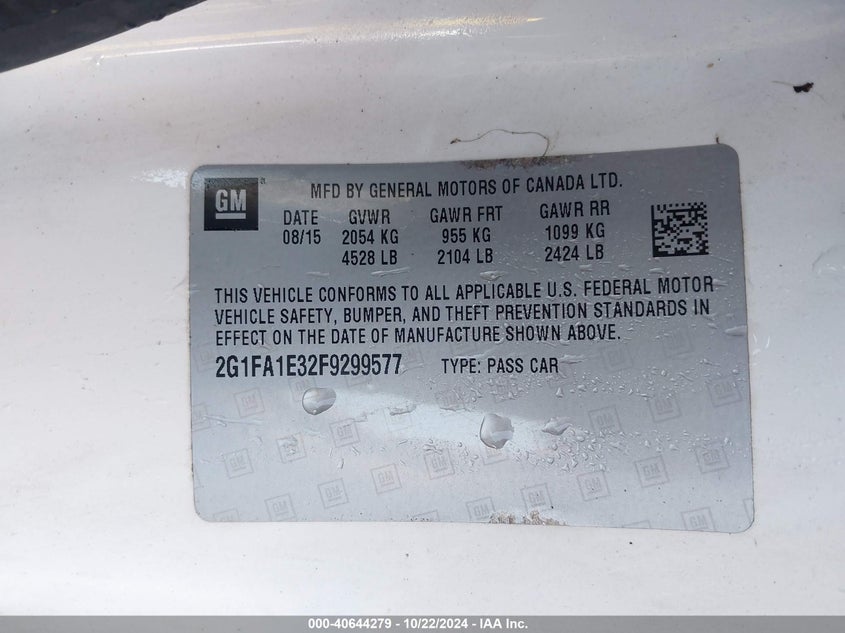 GM
MFD BY GENERAL MOTORS OF CANADA LTD.
DATE GVWR GAWR FRT GAWR RR
08/15 2054 KG 955 KG 1099 KG
4528 LB 2104 LB 2424 LB
THIS VEHICLE CONFORMS TO ALL APPLICABLE U.S. FEDERAL MOTOR
VEHICLE SAFETY, BUMPER, AND THEFT PREVENTION STANDARDS IN
EFFECT ON THE DATE OF MANUFACTURE SHOWN ABOVE.
2G1FA1E32F9299577 TYPE: PASS CAR
000-40644279 - 10/22/2024 - IAA Inc.